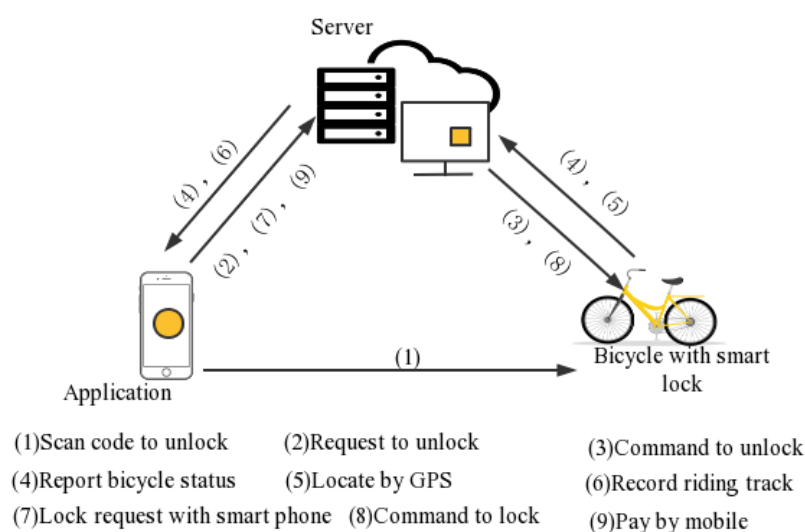 Server
(4), (6)
(2), (7), (9)
(4), (5)
(3), (8)
(1)
Application
Bicycle with smart
lock
(1)Scan code to unlock (2)Request to unlock (3)Command to unlock
(4)Report bicycle status (5)Locate by GPS (6)Record riding track
(7)Lock request with smart phone (8)Command to lock (9)Pay by mobile